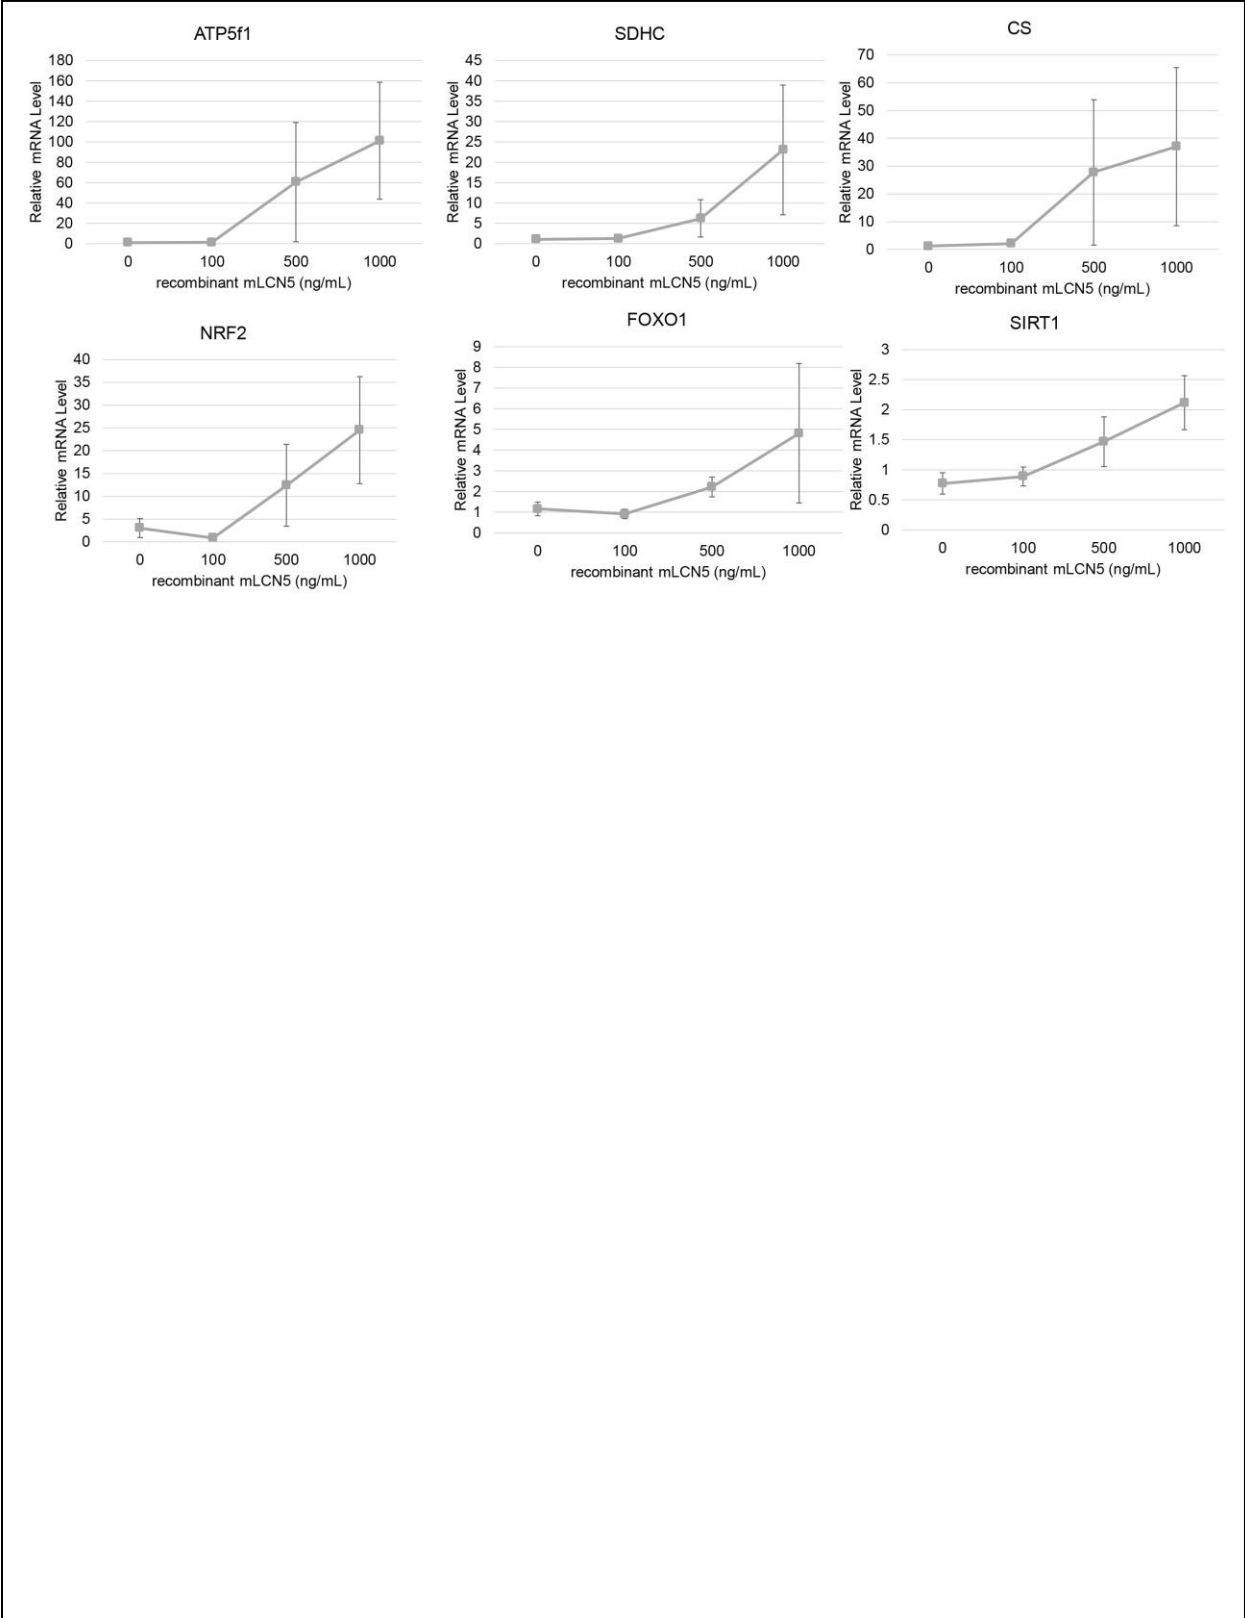 ATP5f1
180
160
140
120
100
80
60
40
20
0
Relative mRNA Level
0 100 500 1000
recombinant mLCN5 (ng/mL)
SDHC
45
40
35
30
25
20
15
10
5
0
Relative mRNA Level
0 100 500 1000
recombinant mLCN5 (ng/mL)
CS
70
60
50
40
30
20
10
0
Relative mRNA Level
0 100 500 1000
recombinant mLCN5 (ng/mL)
NRF2
40
35
30
25
20
15
10
5
0
Relative mRNA Level
0 100 500 1000
recombinant mLCN5 (ng/mL)
FOXO1
9
8
7
6
5
4
3
2
1
0
Relative mRNA Level
0 100 500 1000
recombinant mLCN5 (ng/mL)
SIRT1
3
2.5
2
1.5
1
0.5
0
Relative mRNA Level
0 100 500 1000
recombinant mLCN5 (ng/mL)